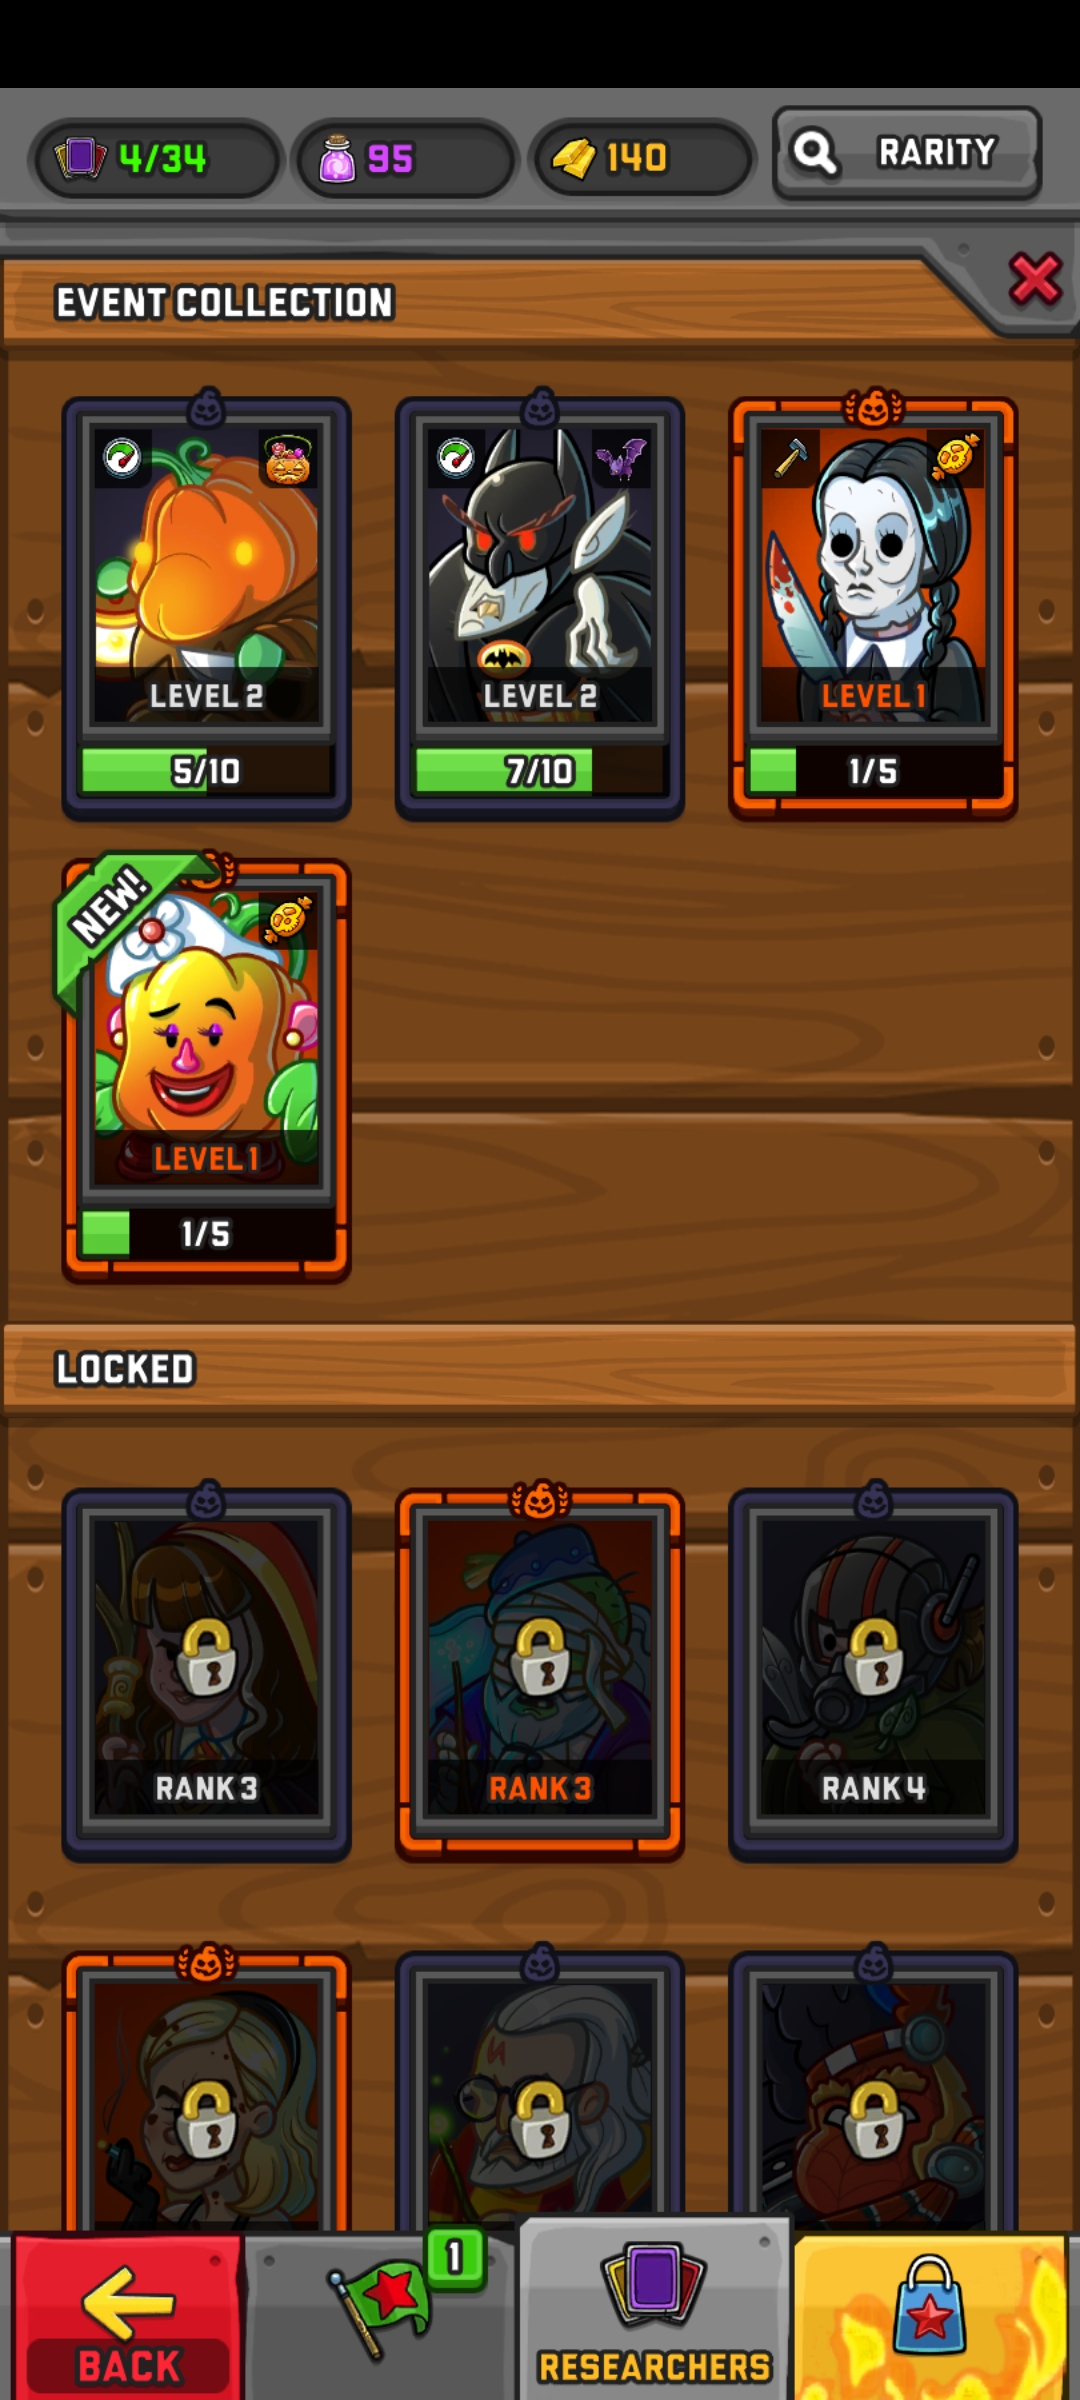 4/34 95 140 RARITY
EVENT COLLECTION
LEVEL 2 LEVEL 2 LEVEL 1
5/10 7/10 1/5
NEW!
LEVEL 1
1/5
LOCKED
RANK 3 RANK 3 RANK 4
1
BACK RESEARCHERS